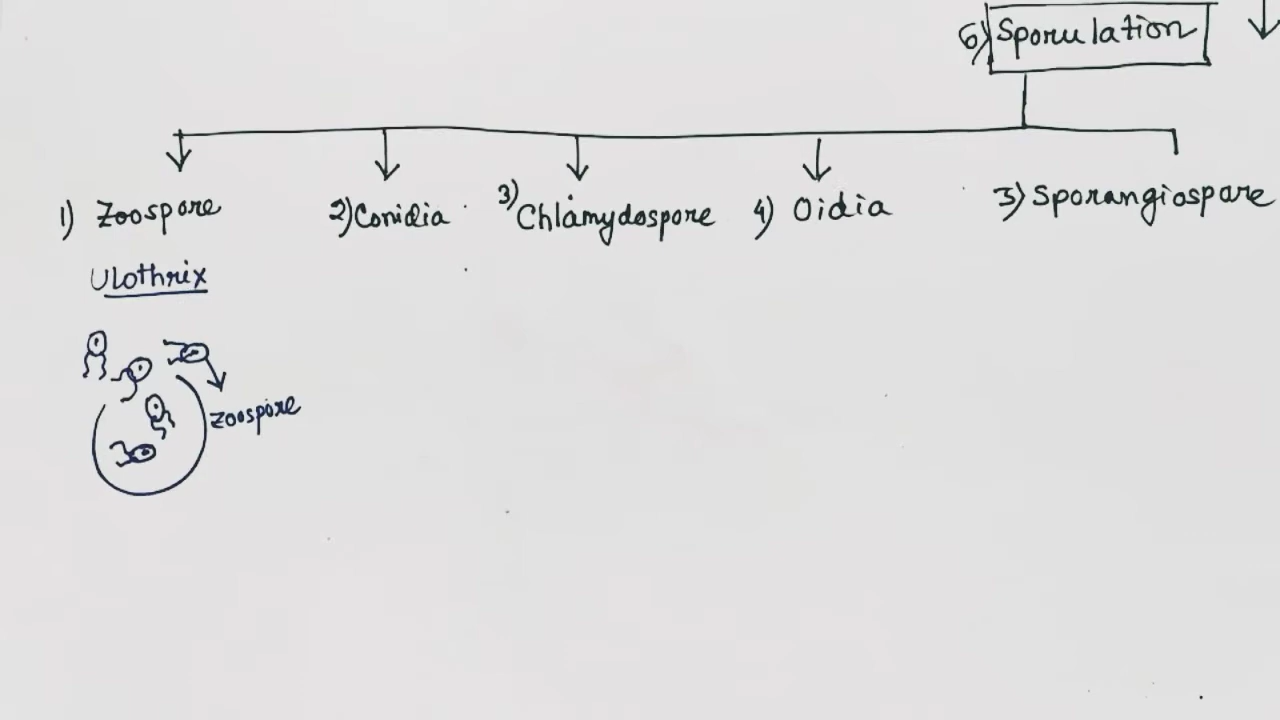 6) Sporulation
1) Zoospore
2) Conidia
3) Chlamydospore
4) Oidia
3) Sporangiospore
Ulothrix
zoospore